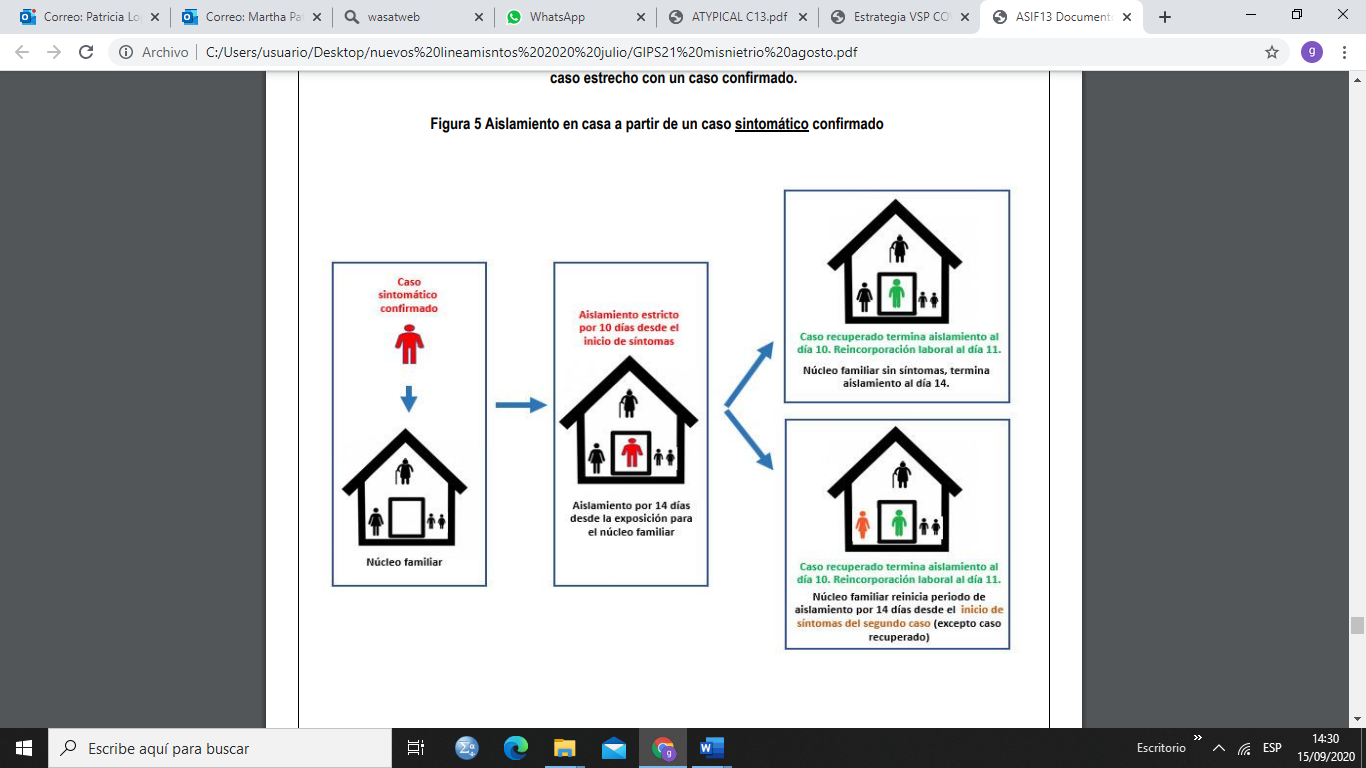 Correo: Patricia Lo
Correo: Martha Pa
wasatweb
WhatsApp
ATYPICAL C13.pdf
Estrategia VSP CO
ASIF13 Document
Archivo
C:/Users/usuario/Desktop/nuevos%20lineamisntos%202020%20julio/GIPS21%20misnietrio%20agosto.pdf
g
caso estrecho con un caso confirmado.
Figura 5 Aislamiento en casa a partir de un caso sintomático confirmado
Caso
sintomático
confirmado
Núcleo familiar
Aislamiento estricto
por 10 días desde el
inicio de síntomas
Aislamiento por 14 días
desde la exposición para
el núcleo familiar
Caso recuperado termina aislamiento al
día 10. Reincorporación laboral al día 11.
Núcleo familiar sin síntomas, termina
aislamiento al día 14.
Caso recuperado termina aislamiento al
día 10. Reincorporación laboral al día 11.
Núcleo familiar reinicia periodo de
aislamiento por 14 días desde el inicio de
síntomas del segundo caso (excepto caso
recuperado)
Escribe aquí para buscar
Escritorio
ESP
14:30
15/09/2020